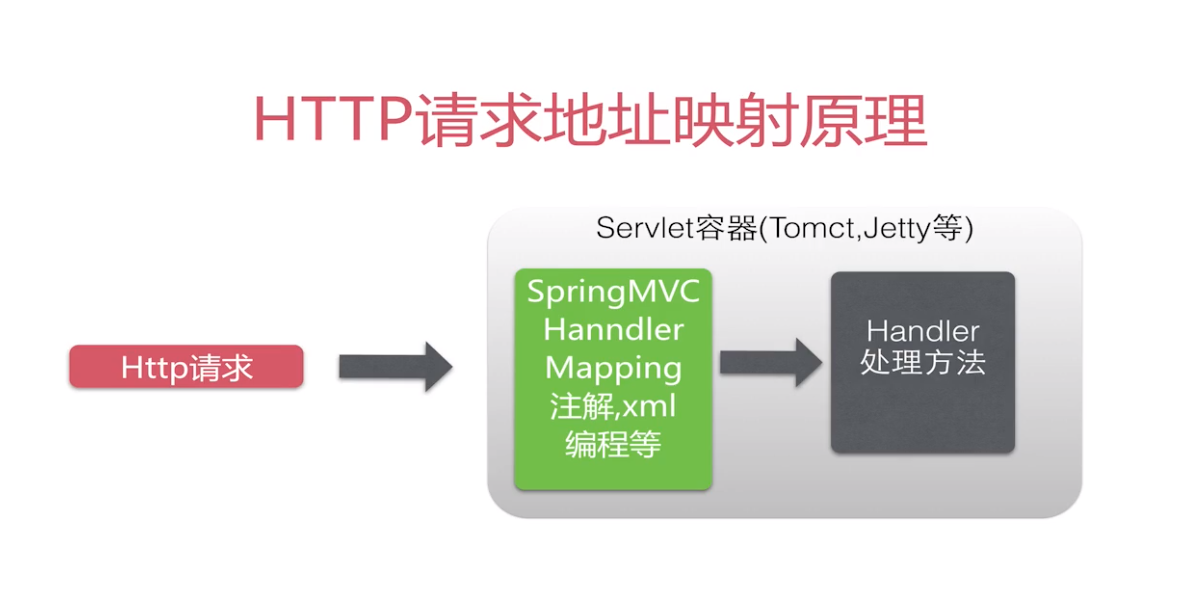 HTTP请求地址映射原理
Servlet容器(Tomct,Jetty等)
Http请求
SpringMVC
Hanndler
Mapping
注解,xml
编程等
Handler
处理方法